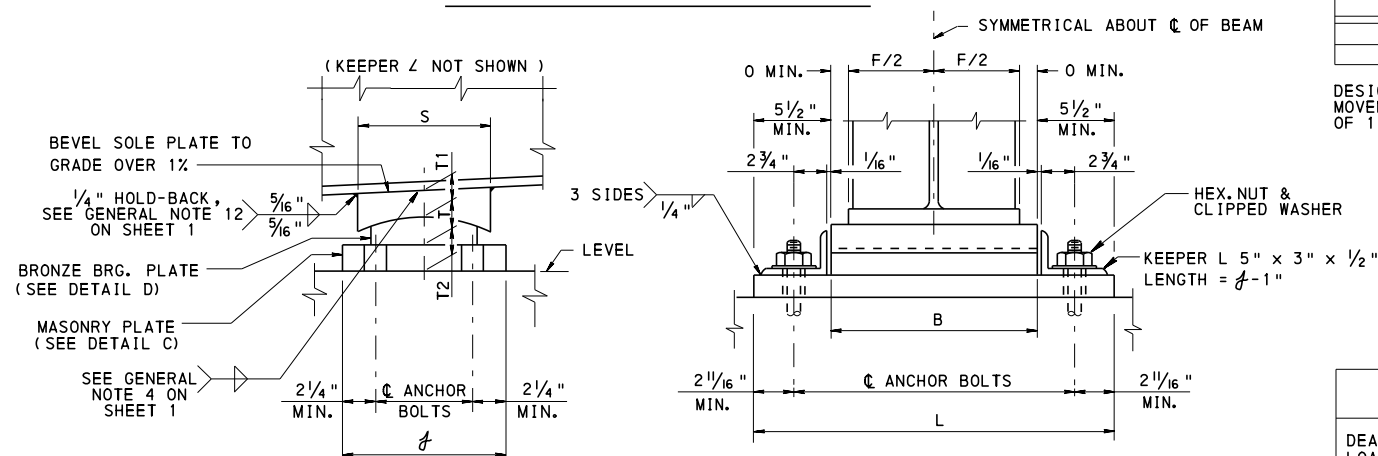 SYMMETRICAL ABOUT ℄ OF BEAM
(KEEPER ∠ NOT SHOWN)
S
BEVEL SOLE PLATE TO
GRADE OVER 1%
1/4" HOLD-BACK,
SEE GENERAL NOTE 12
ON SHEET 1
5/16"
5/16"
T1
T
T2
LEVEL
BRONZE BRG. PLATE
(SEE DETAIL D)
MASONRY PLATE
(SEE DETAIL C)
SEE GENERAL
NOTE 4 ON
SHEET 1
2 1/4"
MIN.
℄ ANCHOR
BOLTS
2 1/4"
MIN.
J
0 MIN.
F/2
F/2
0 MIN.
5 1/2"
MIN.
5 1/2"
MIN.
2 3/4"
1/16"
1/16"
2 3/4"
3 SIDES
1/4"
HEX. NUT &
CLIPPED WASHER
KEEPER L 5" x 3" x 1/2"
LENGTH = J-1"
B
2 11/16"
MIN.
℄ ANCHOR BOLTS
2 11/16"
MIN.
L
DESIG
MOVE
OF 1
DEA